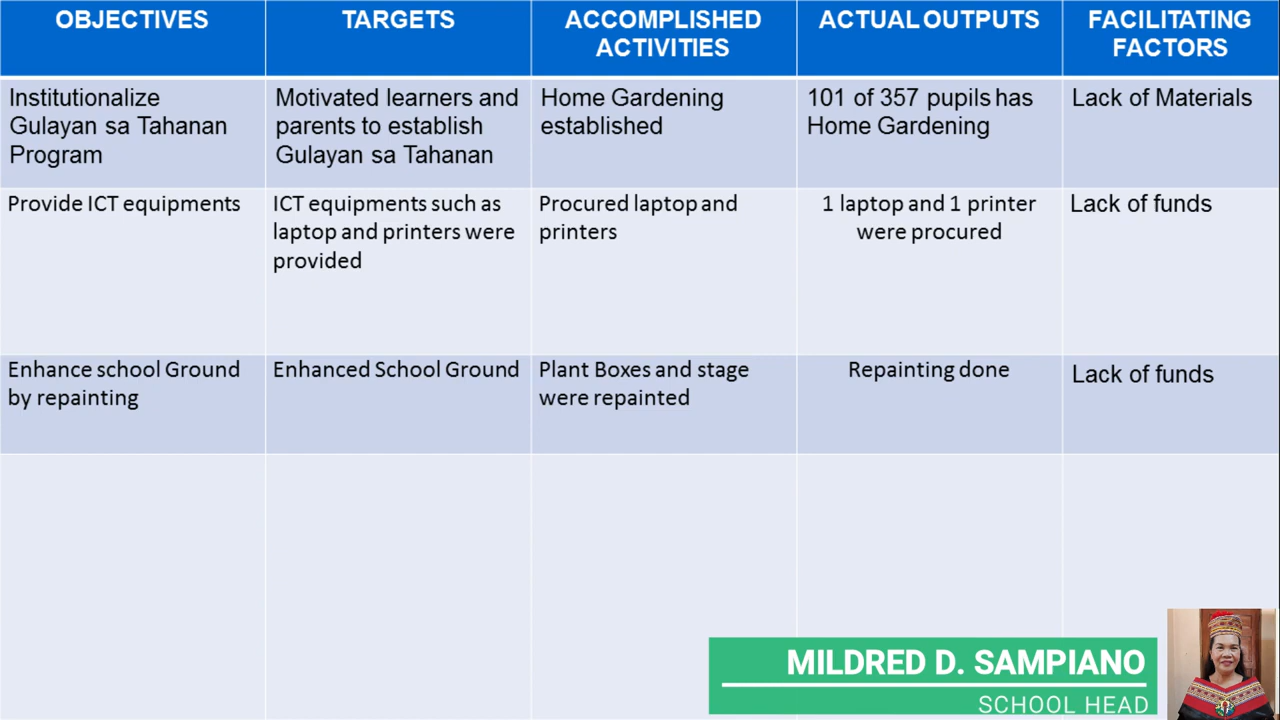 OBJECTIVES
TARGETS
ACCOMPLISHED
ACTIVITIES
ACTUAL OUTPUTS
FACILITATING
FACTORS
Institutionalize
Gulayan sa Tahanan
Program
Motivated learners and
parents to establish
Gulayan sa Tahanan
Home Gardening
established
101 of 357 pupils has
Home Gardening
Lack of Materials
Provide ICT equipments
ICT equipments such as
laptop and printers were
provided
Procured laptop and
printers
1 laptop and 1 printer
were procured
Lack of funds
Enhance school Ground
by repainting
Enhanced School Ground
Plant Boxes and stage
were repainted
Repainting done
Lack of funds
MILDRED D. SAMPIANO
SCHOOL HEAD